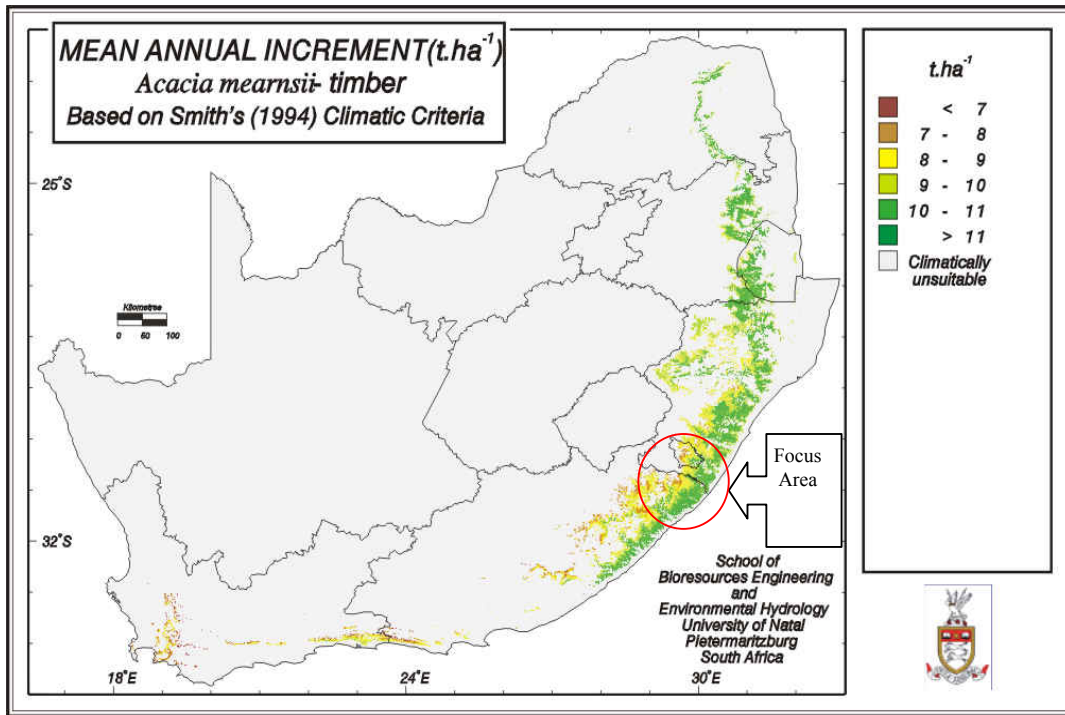 MEAN ANNUAL INCREMENT(t.ha⁻¹)
Acacia mearnsii- timber
Based on Smith's (1994) Climatic Criteria
t.ha⁻¹
< 7
7 - 8
8 - 9
9 - 10
10 - 11
> 11
Climatically
unsuitable
25°S
Kilometres
0 50 100
Focus
Area
32°S
School of
Bioresources Engineering
and
Environmental Hydrology
University of Natal
Pietermaritzburg
South Africa
18°E
24°E
30°E